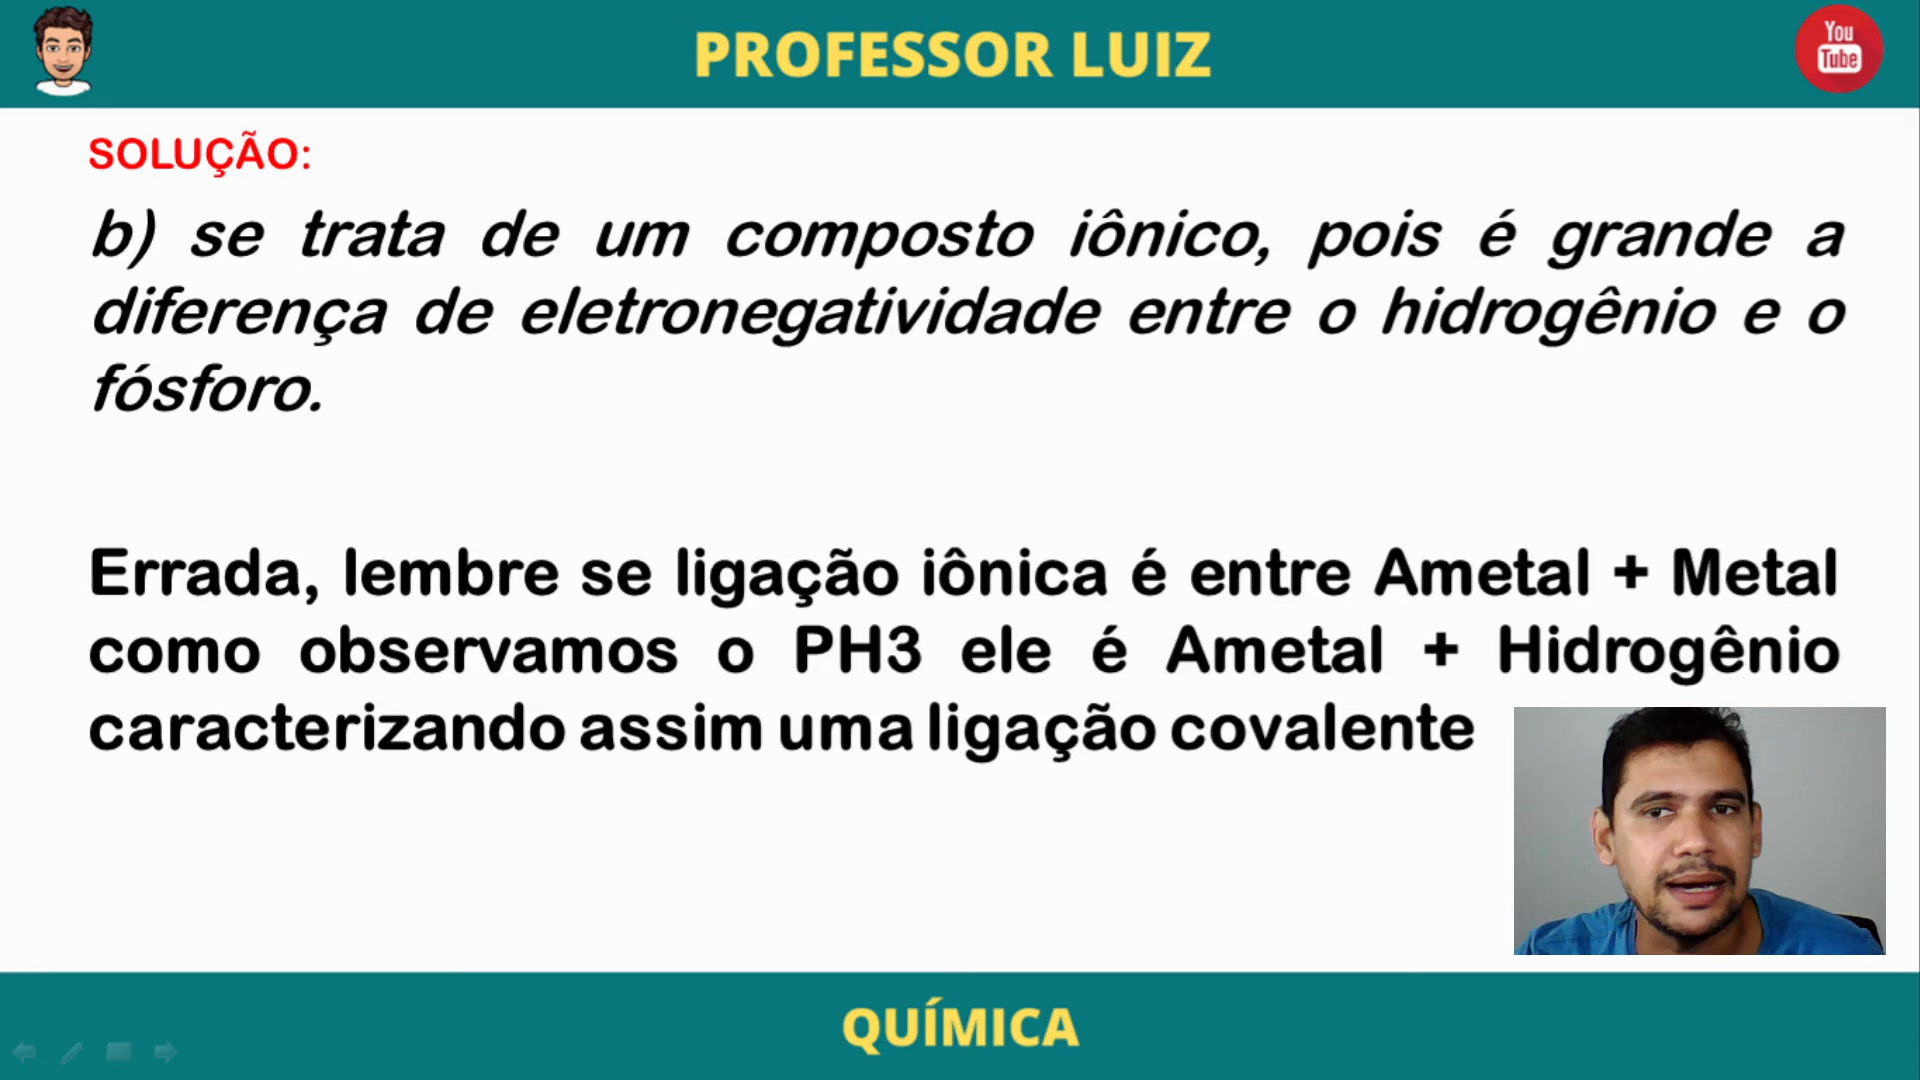 PROFESSOR LUIZ
You
Tube
SOLUÇÃO:
b) se trata de um composto iônico, pois é grande a
diferença de eletronegatividade entre o hidrogênio e o
fósforo.
Errada, lembre se ligação iônica é entre Ametal + Metal
como observamos o PH3 ele é Ametal + Hidrogênio
caracterizando assim uma ligação covalente
QUÍMICA